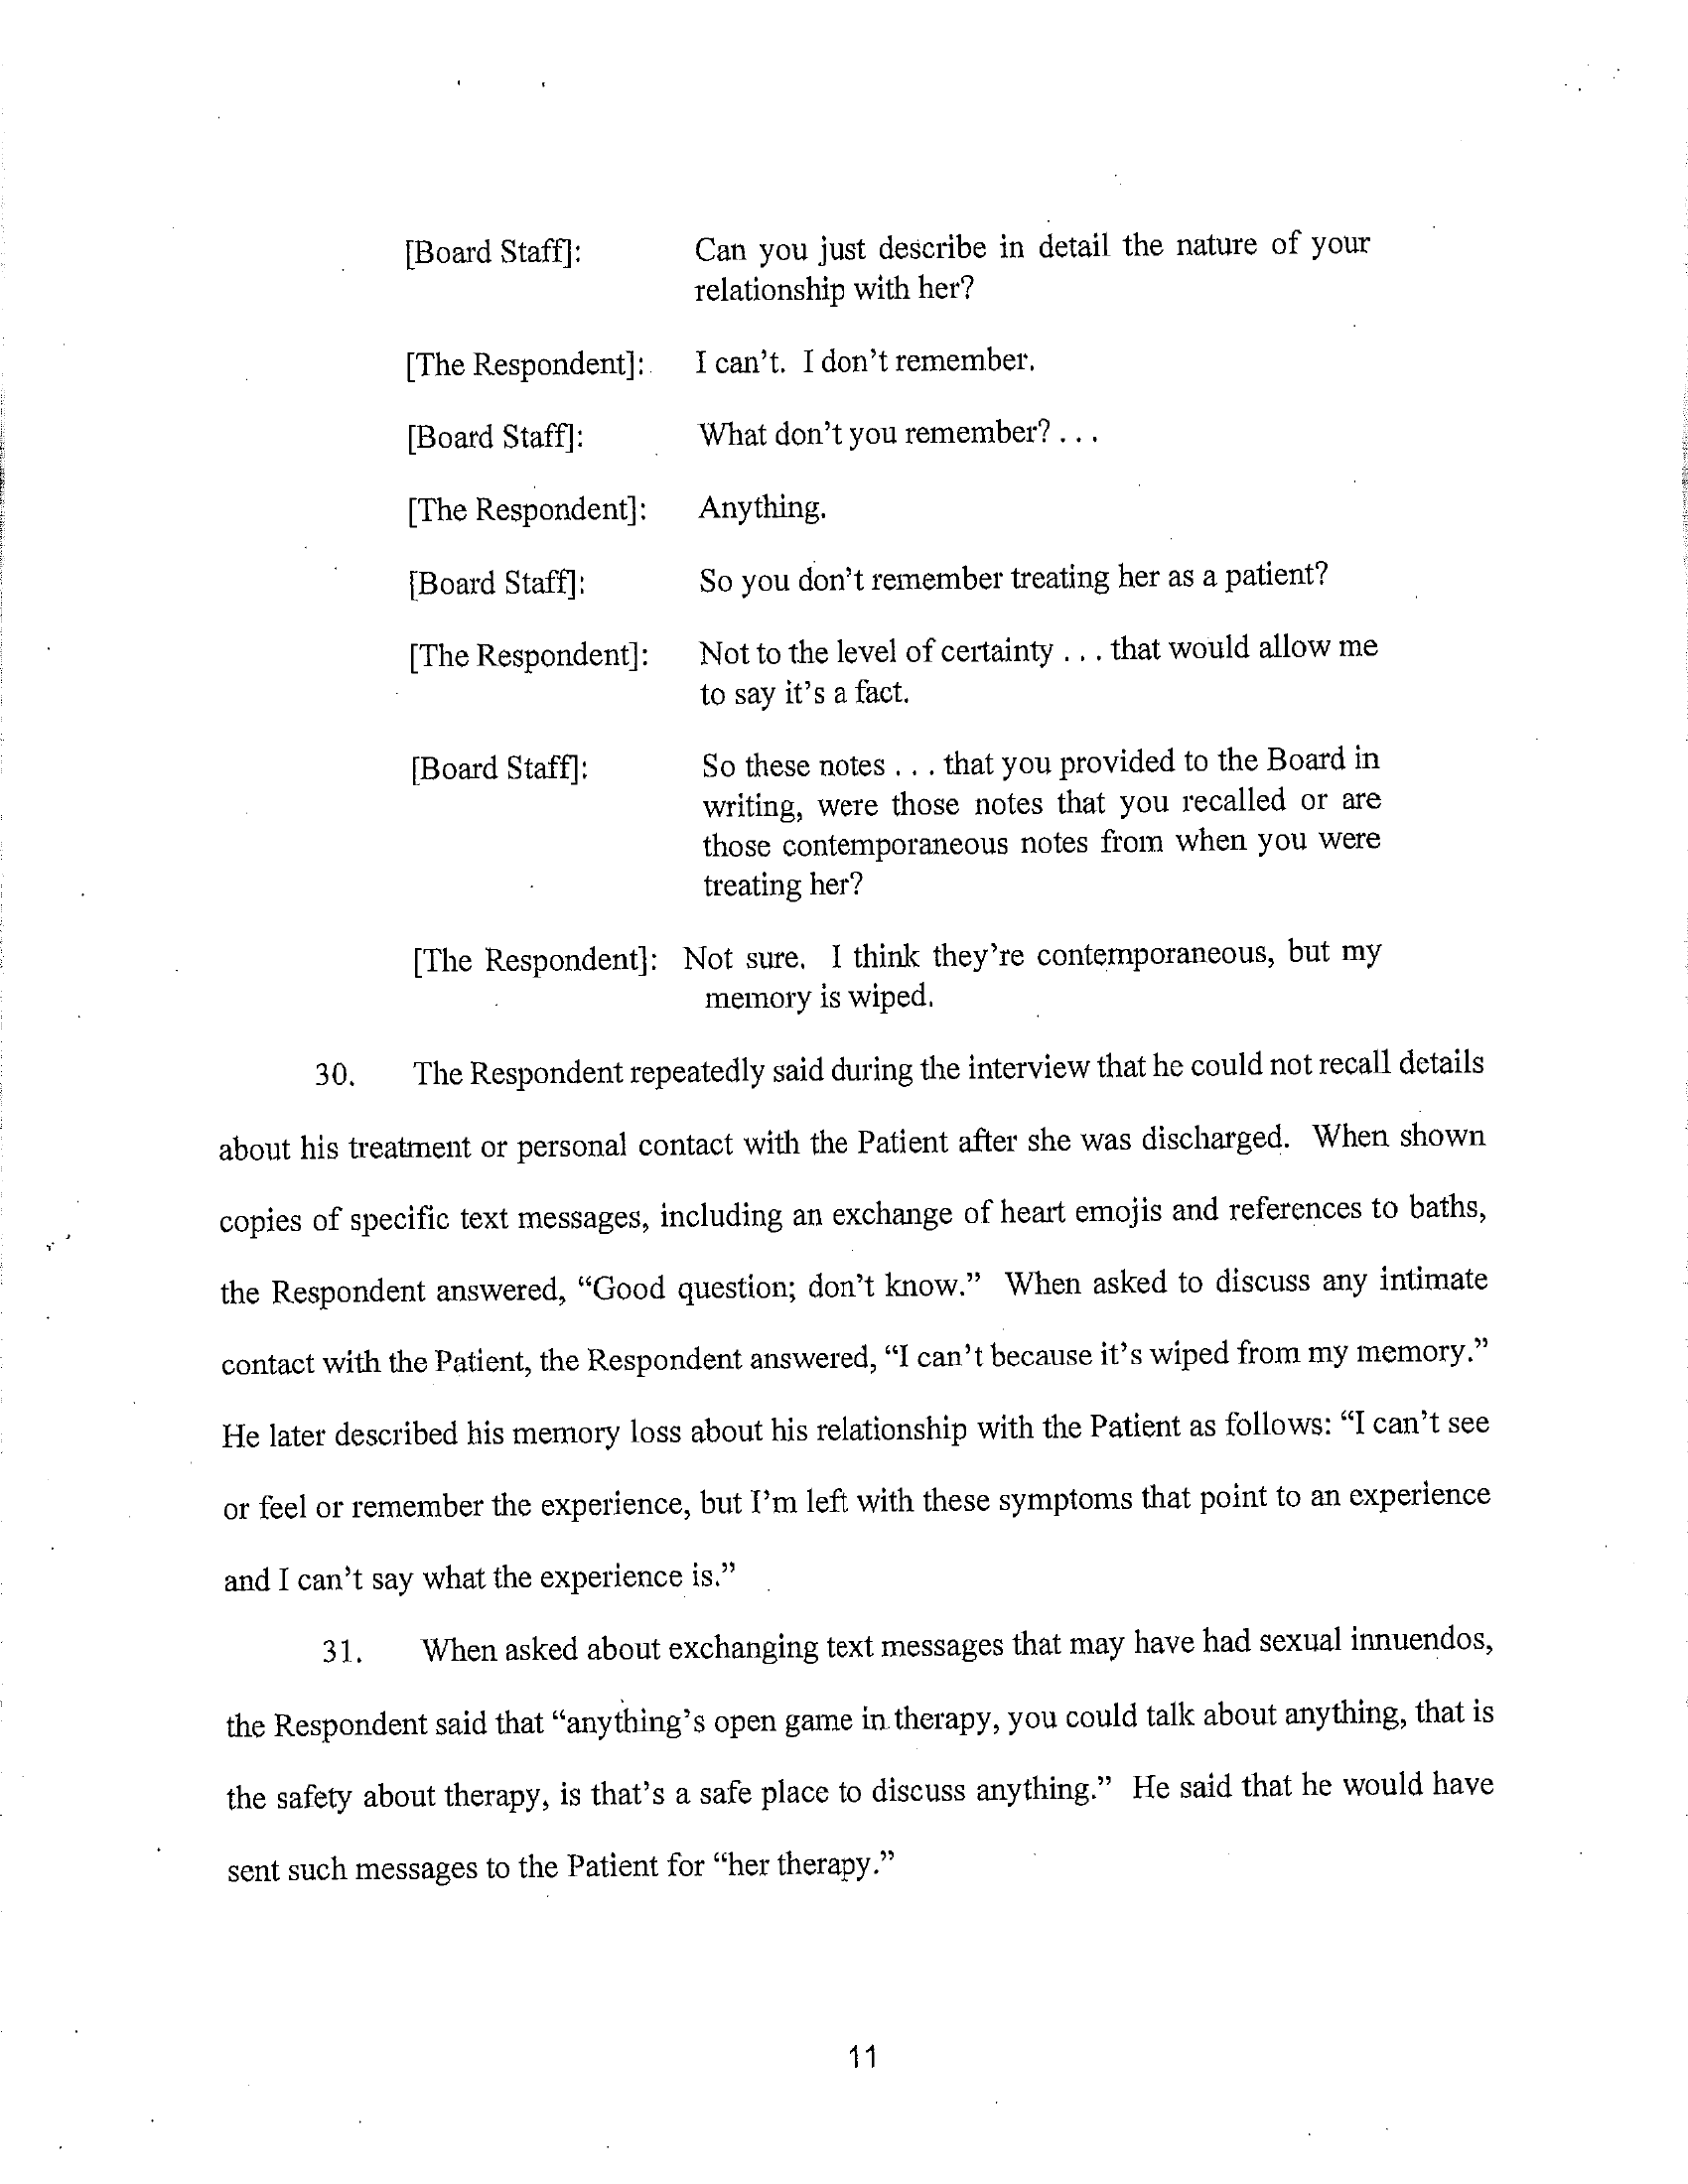 [Board Staff]: Can you just describe in detail the nature of your
relationship with her?
[The Respondent]: I can't. I don't remember.
[Board Staff]: What don't you remember? . . .
[The Respondent]: Anything.
[Board Staff]: So you don't remember treating her as a patient?
[The Respondent]: Not to the level of certainty . . . that would allow me
to say it's a fact.
[Board Staff]: So these notes . . . that you provided to the Board in
writing, were those notes that you recalled or are
those contemporaneous notes from when you were
treating her?
[The Respondent]: Not sure. I think they're contemporaneous, but my
memory is wiped.
30. The Respondent repeatedly said during the interview that he could not recall details
about his treatment or personal contact with the Patient after she was discharged. When shown
copies of specific text messages, including an exchange of heart emojis and references to baths,
the Respondent answered, “Good question; don't know.” When asked to discuss any intimate
contact with the Patient, the Respondent answered, “I can't because it's wiped from my memory.”
He later described his memory loss about his relationship with the Patient as follows: “I can't see
or feel or remember the experience, but I'm left with these symptoms that point to an experience
and I can't say what the experience is.”
31. When asked about exchanging text messages that may have had sexual innuendos,
the Respondent said that “anything's open game in therapy, you could talk about anything, that is
the safety about therapy, is that's a safe place to discuss anything.” He said that he would have
sent such messages to the Patient for “her therapy.”
11